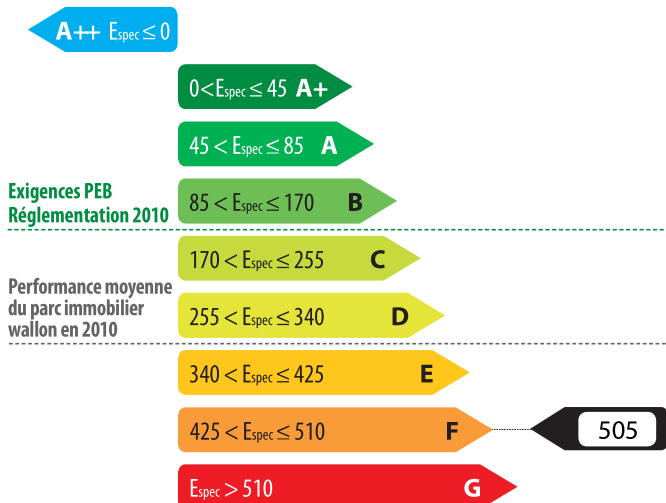 A++ Espec ≤ 0
0 < Espec ≤ 45 A+
45 < Espec ≤ 85 A
Exigences PEB
Réglementation 2010
85 < Espec ≤ 170 B
170 < Espec ≤ 255 C
Performance moyenne
du parc immobilier
wallon en 2010
255 < Espec ≤ 340 D
340 < Espec ≤ 425 E
425 < Espec ≤ 510 F
505
Espec > 510 G